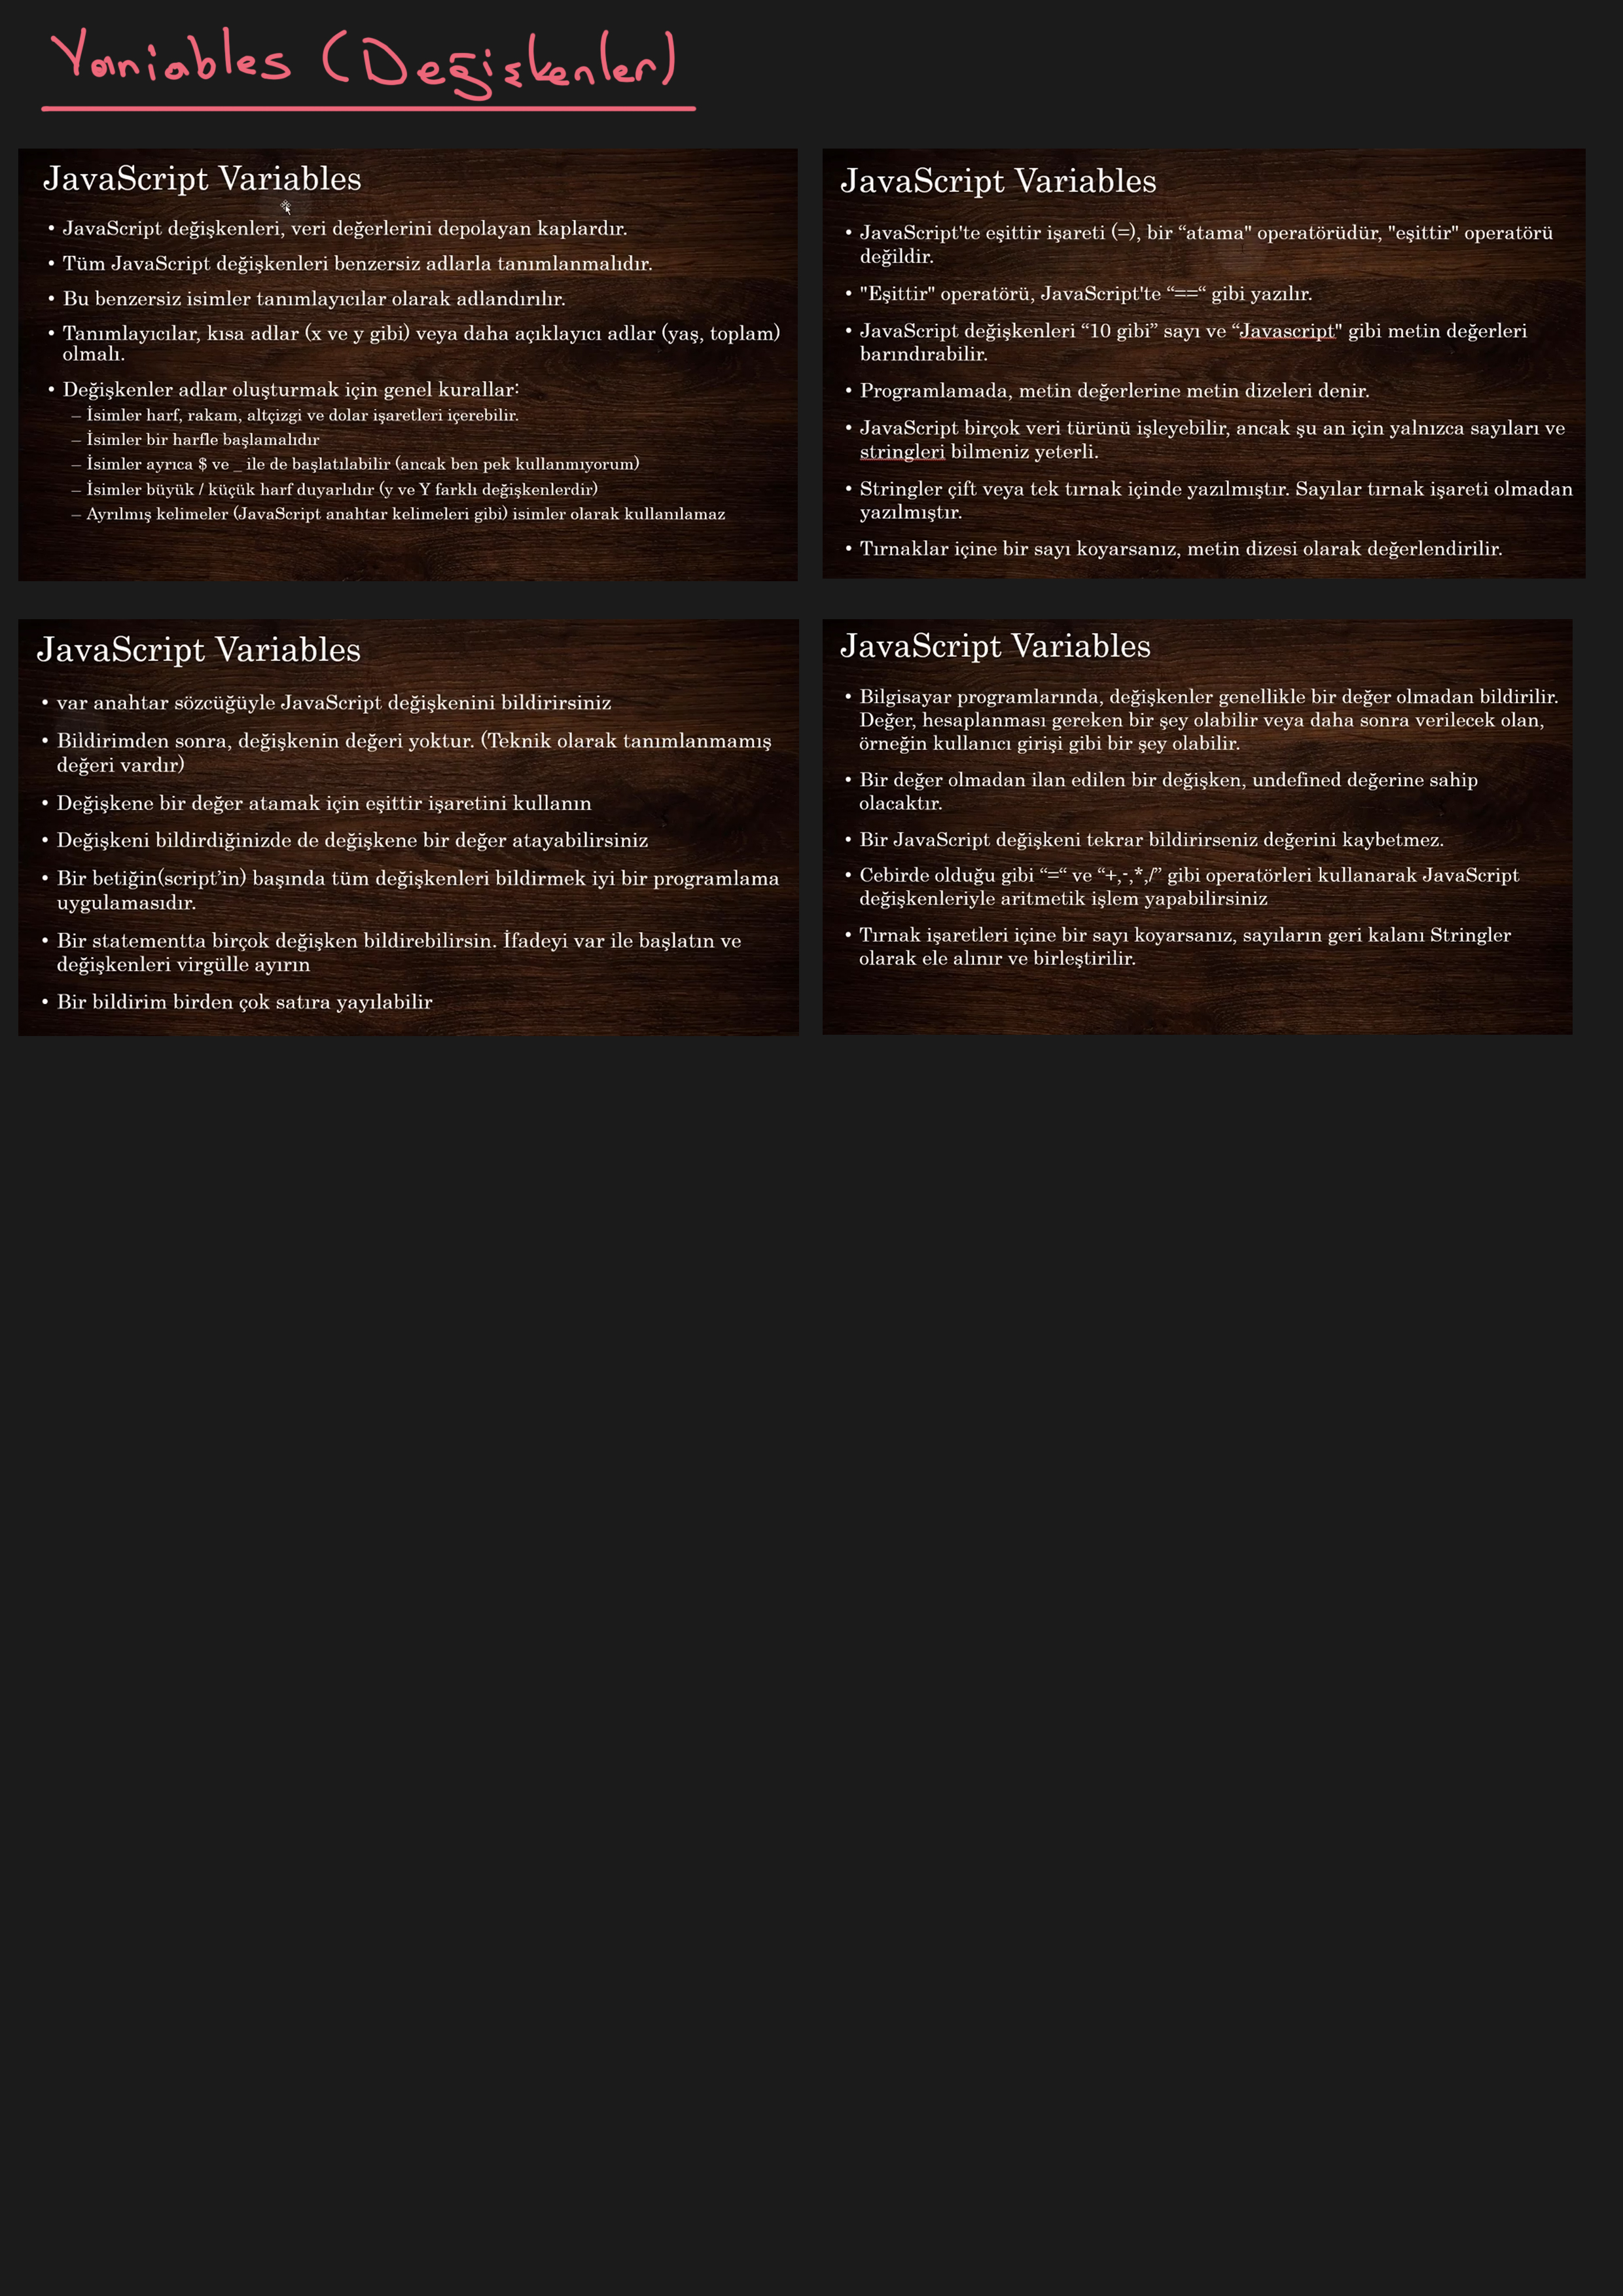 Variables (Değişkenler)
JavaScript Variables
• JavaScript değişkenleri, veri değerlerini depolayan kaplardır.
• Tüm JavaScript değişkenleri benzersiz adlarla tanımlanmalıdır.
• Bu benzersiz isimler tanımlayıcılar olarak adlandırılır.
• Tanımlayıcılar, kısa adlar (x ve y gibi) veya daha açıklayıcı adlar (yaş, toplam)
olmalı.
• Değişkenler adlar oluşturmak için genel kurallar:
– İsimler harf, rakam, altçizgi ve dolar işaretleri içerebilir.
– İsimler bir harfle başlamalıdır
– İsimler ayrıca $ ve _ ile de başlatılabilir (ancak ben pek kullanmıyorum)
– İsimler büyük / küçük harf duyarlıdır (y ve Y farklı değişkenlerdir)
– Ayrılmış kelimeler (JavaScript anahtar kelimeleri gibi) isimler olarak kullanılamaz
JavaScript Variables
• JavaScript'te eşittir işareti (=), bir “atama" operatörüdür, "eşittir" operatörü
değildir.
• "Eşittir" operatörü, JavaScript'te “==“ gibi yazılır.
• JavaScript değişkenleri “10 gibi” sayı ve “Javascript" gibi metin değerleri
barındırabilir.
• Programlamada, metin değerlerine metin dizeleri denir.
• JavaScript birçok veri türünü işleyebilir, ancak şu an için yalnızca sayıları ve
stringleri bilmeniz yeterli.
• Stringler çift veya tek tırnak içinde yazılmıştır. Sayılar tırnak işareti olmadan
yazılmıştır.
• Tırnaklar içine bir sayı koyarsanız, metin dizesi olarak değerlendirilir.
JavaScript Variables
• var anahtar sözcüğüyle JavaScript değişkenini bildirirsiniz
• Bildirimden sonra, değişkenin değeri yoktur. (Teknik olarak tanımlanmamış
değeri vardır)
• Değişkene bir değer atamak için eşittir işaretini kullanın
• Değişkeni bildirdiğinizde de değişkene bir değer atayabilirsiniz
• Bir betiğin(script’in) başında tüm değişkenleri bildirmek iyi bir programlama
uygulamasıdır.
• Bir statementta birçok değişken bildirebilirsin. İfadeyi var ile başlatın ve
değişkenleri virgülle ayırın
• Bir bildirim birden çok satıra yayılabilir
JavaScript Variables
• Bilgisayar programlarında, değişkenler genellikle bir değer olmadan bildirilir.
Değer, hesaplanması gereken bir şey olabilir veya daha sonra verilecek olan,
örneğin kullanıcı girişi gibi bir şey olabilir.
• Bir değer olmadan ilan edilen bir değişken, undefined değerine sahip
olacaktır.
• Bir JavaScript değişkeni tekrar bildirirseniz değerini kaybetmez.
• Cebirde olduğu gibi “=“ ve “+,-,*,/” gibi operatörleri kullanarak JavaScript
değişkenleriyle aritmetik işlem yapabilirsiniz
• Tırnak işaretleri içine bir sayı koyarsanız, sayıların geri kalanı Stringler
olarak ele alınır ve birleştirilir.